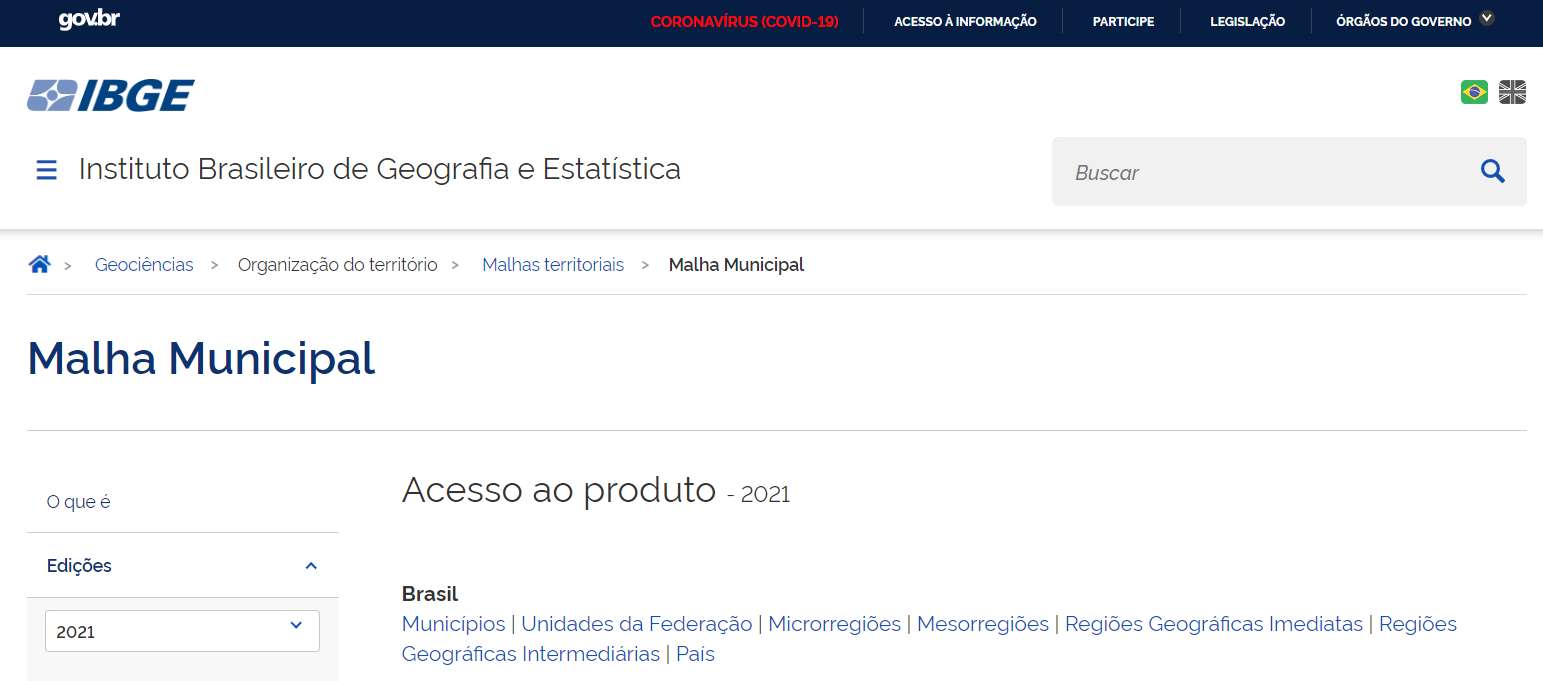 gov.br
CORONAVÍRUS (COVID-19) ACESSO À INFORMAÇÃO PARTICIPE LEGISLAÇÃO ÓRGÃOS DO GOVERNO
IBGE
Instituto Brasileiro de Geografia e Estatística
Buscar
> Geociências > Organização do território > Malhas territoriais > Malha Municipal
Malha Municipal
O que é
Edições
2021
Acesso ao produto - 2021
Brasil
Municípios | Unidades da Federação | Microrregiões | Mesorregiões | Regiões Geográficas Imediatas | Regiões
Geográficas Intermediárias | País